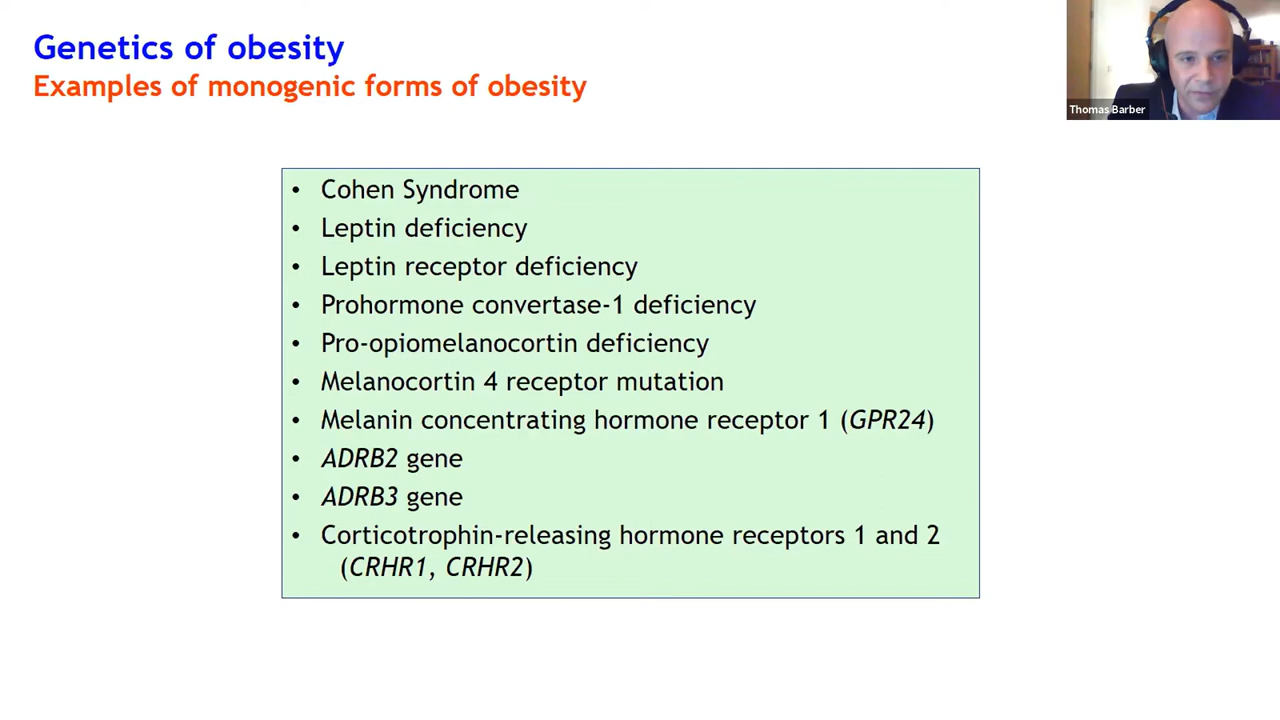 Genetics of obesity
Examples of monogenic forms of obesity
Thomas Barber
• Cohen Syndrome
• Leptin deficiency
• Leptin receptor deficiency
• Prohormone convertase-1 deficiency
• Pro-opiomelanocortin deficiency
• Melanocortin 4 receptor mutation
• Melanin concentrating hormone receptor 1 (GPR24)
• ADRB2 gene
• ADRB3 gene
• Corticotrophin-releasing hormone receptors 1 and 2
(CRHR1, CRHR2)